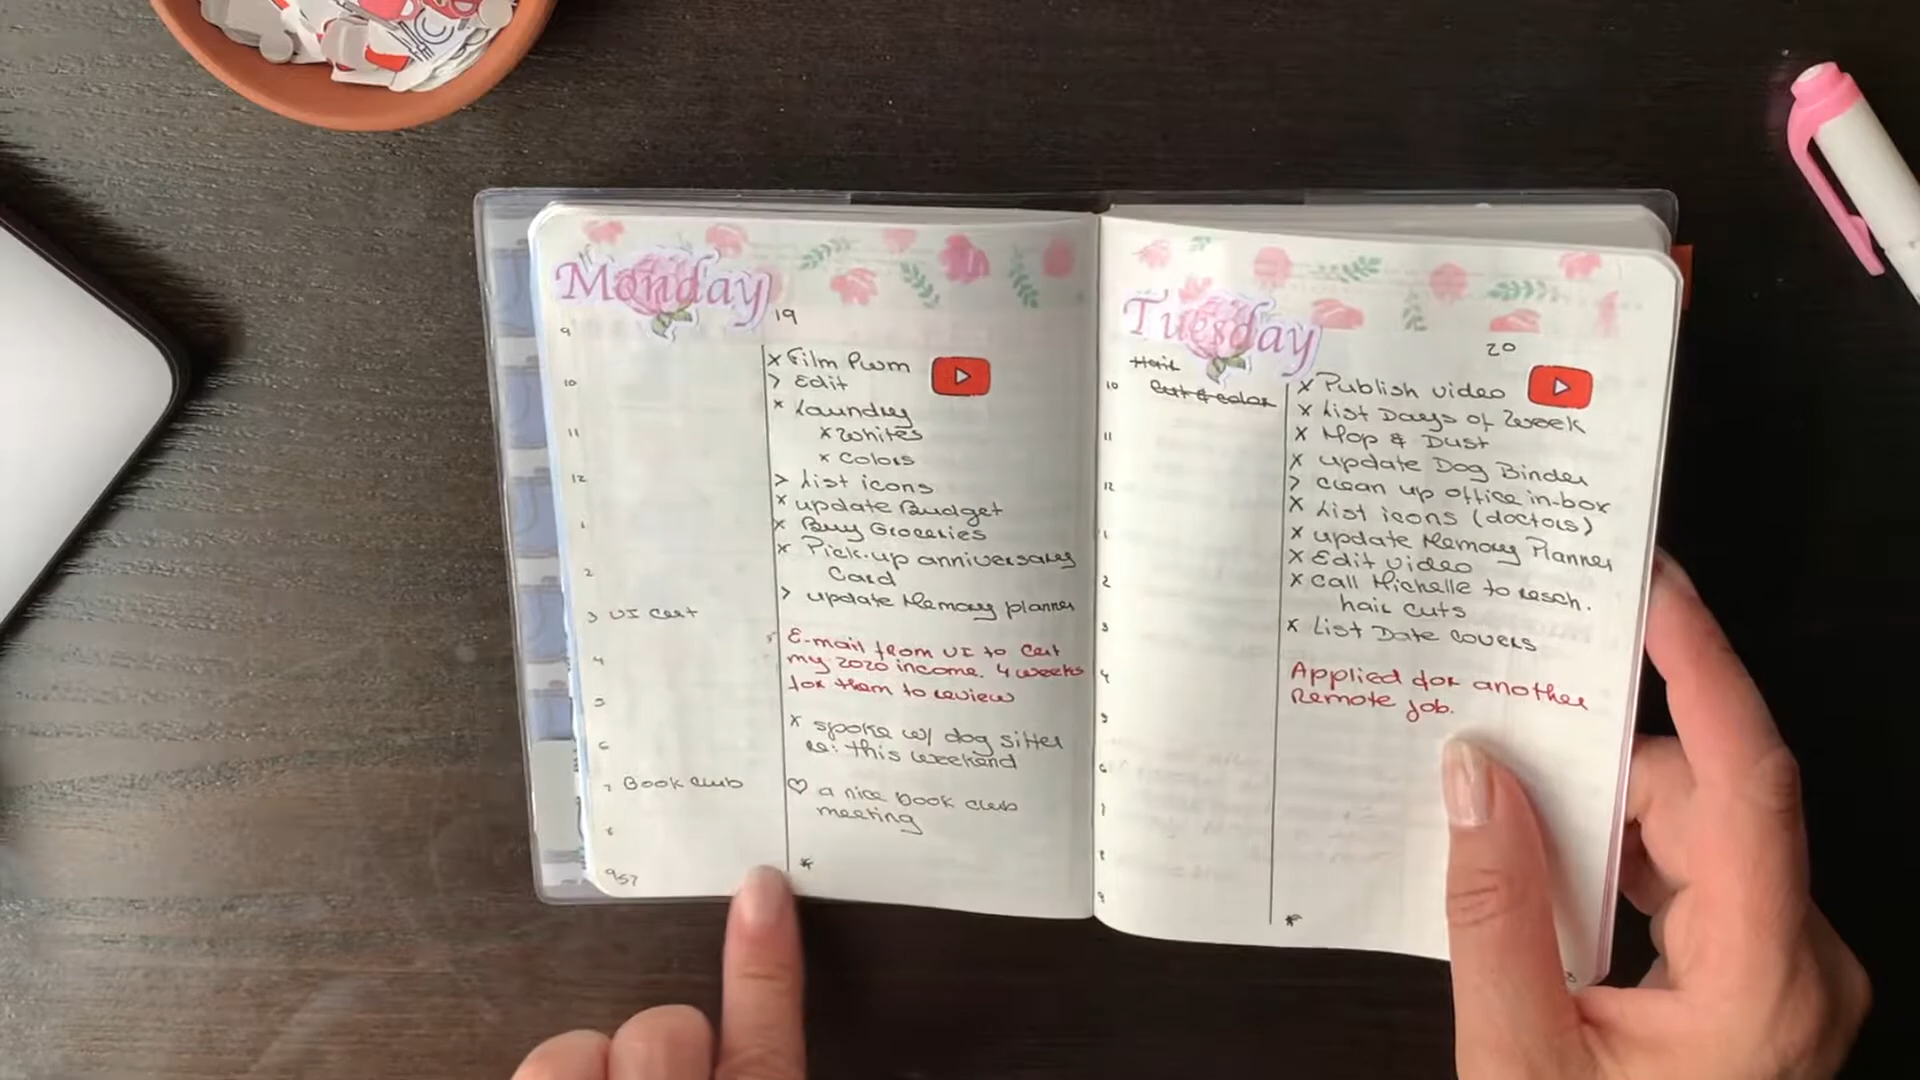 Monday
19
9
10
11
12
1
2
3 UI Cert
4
5
6
7 Book club
8
9
57
x Film Pwm
> Edit
x Laundry
x Whites
x Colors
> List icons
x update Budget
x Buy Groceries
x Pick-up anniversary
Card
> update Memory planner
E-mail from UI to Cert
my 2020 income. 4 weeks
for them to review
x spoke w/ dog sitter
re: this weekend
♡ a nice book club
meeting
*
Tuesday
20
Hair
Cut & color
10
11
12
1
2
3
4
5
6
7
8
9
x Publish video
x List Days of Week
x Mop & Dust
x update Dog Binder
> clean up office in-box
x List icons (doctors)
x update Memory Planner
x Edit video
x Call Michelle to resch.
hair cuts
x List Date covers
Applied for another
Remote job.
*